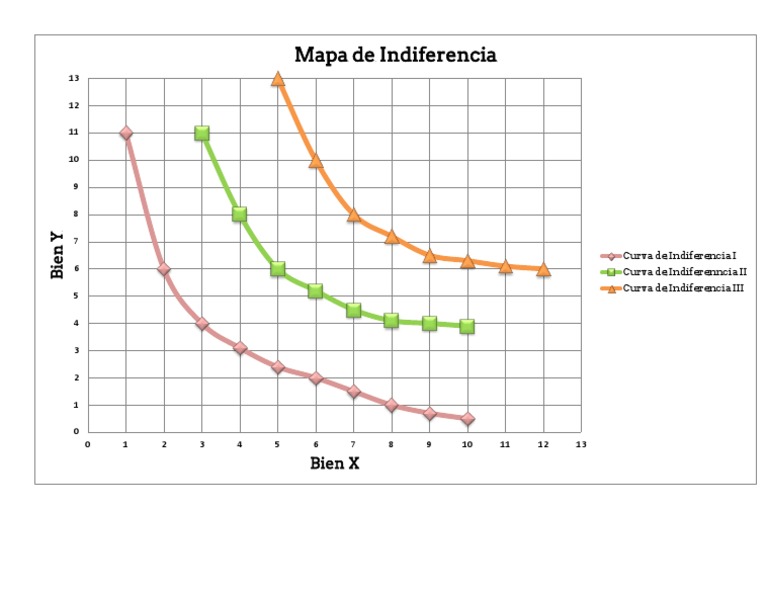 Mapa de Indiferencia
13
12
11
10
9
8
7
6
5
4
3
2
1
0
Bien Y
0 1 2 3 4 5 6 7 8 9 10 11 12 13
Bien X
Curva de Indiferencia I
Curva de Indiferenncia II
Curva de Indiferencia III